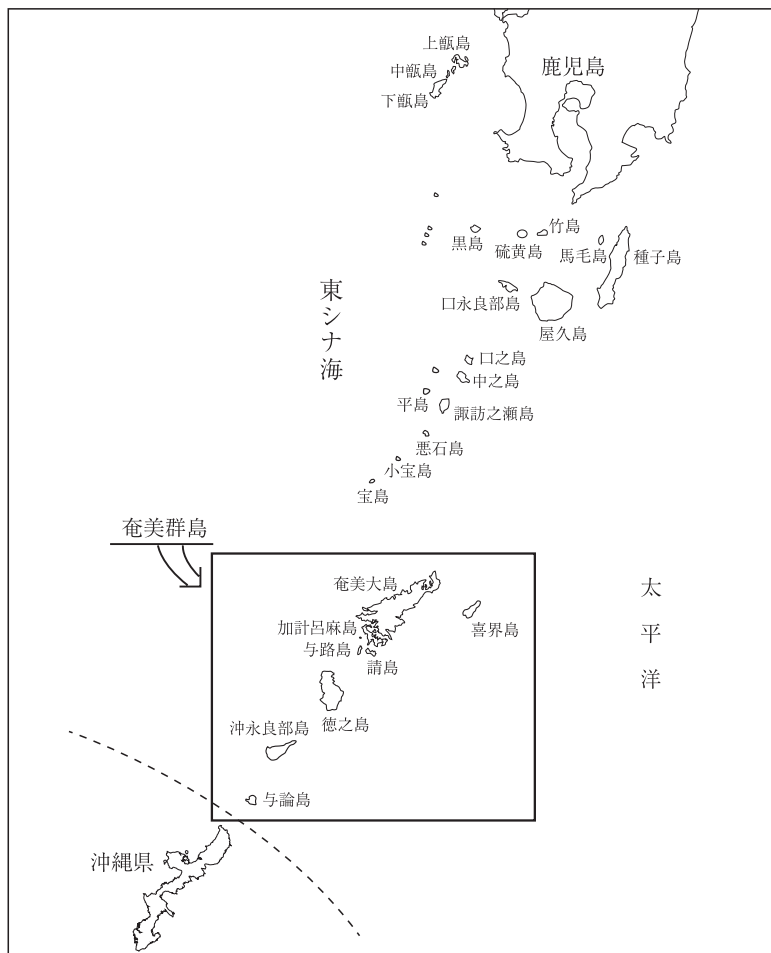 上甑島
中甑島
下甑島
鹿児島
黒島
硫黄島
竹島
馬毛島
種子島
口永良部島
屋久島
東シナ海
口之島
中之島
平島
諏訪之瀬島
悪石島
小宝島
宝島
奄美群島
奄美大島
喜界島
加計呂麻島
与路島
請島
徳之島
沖永良部島
与論島
太平洋
沖縄県